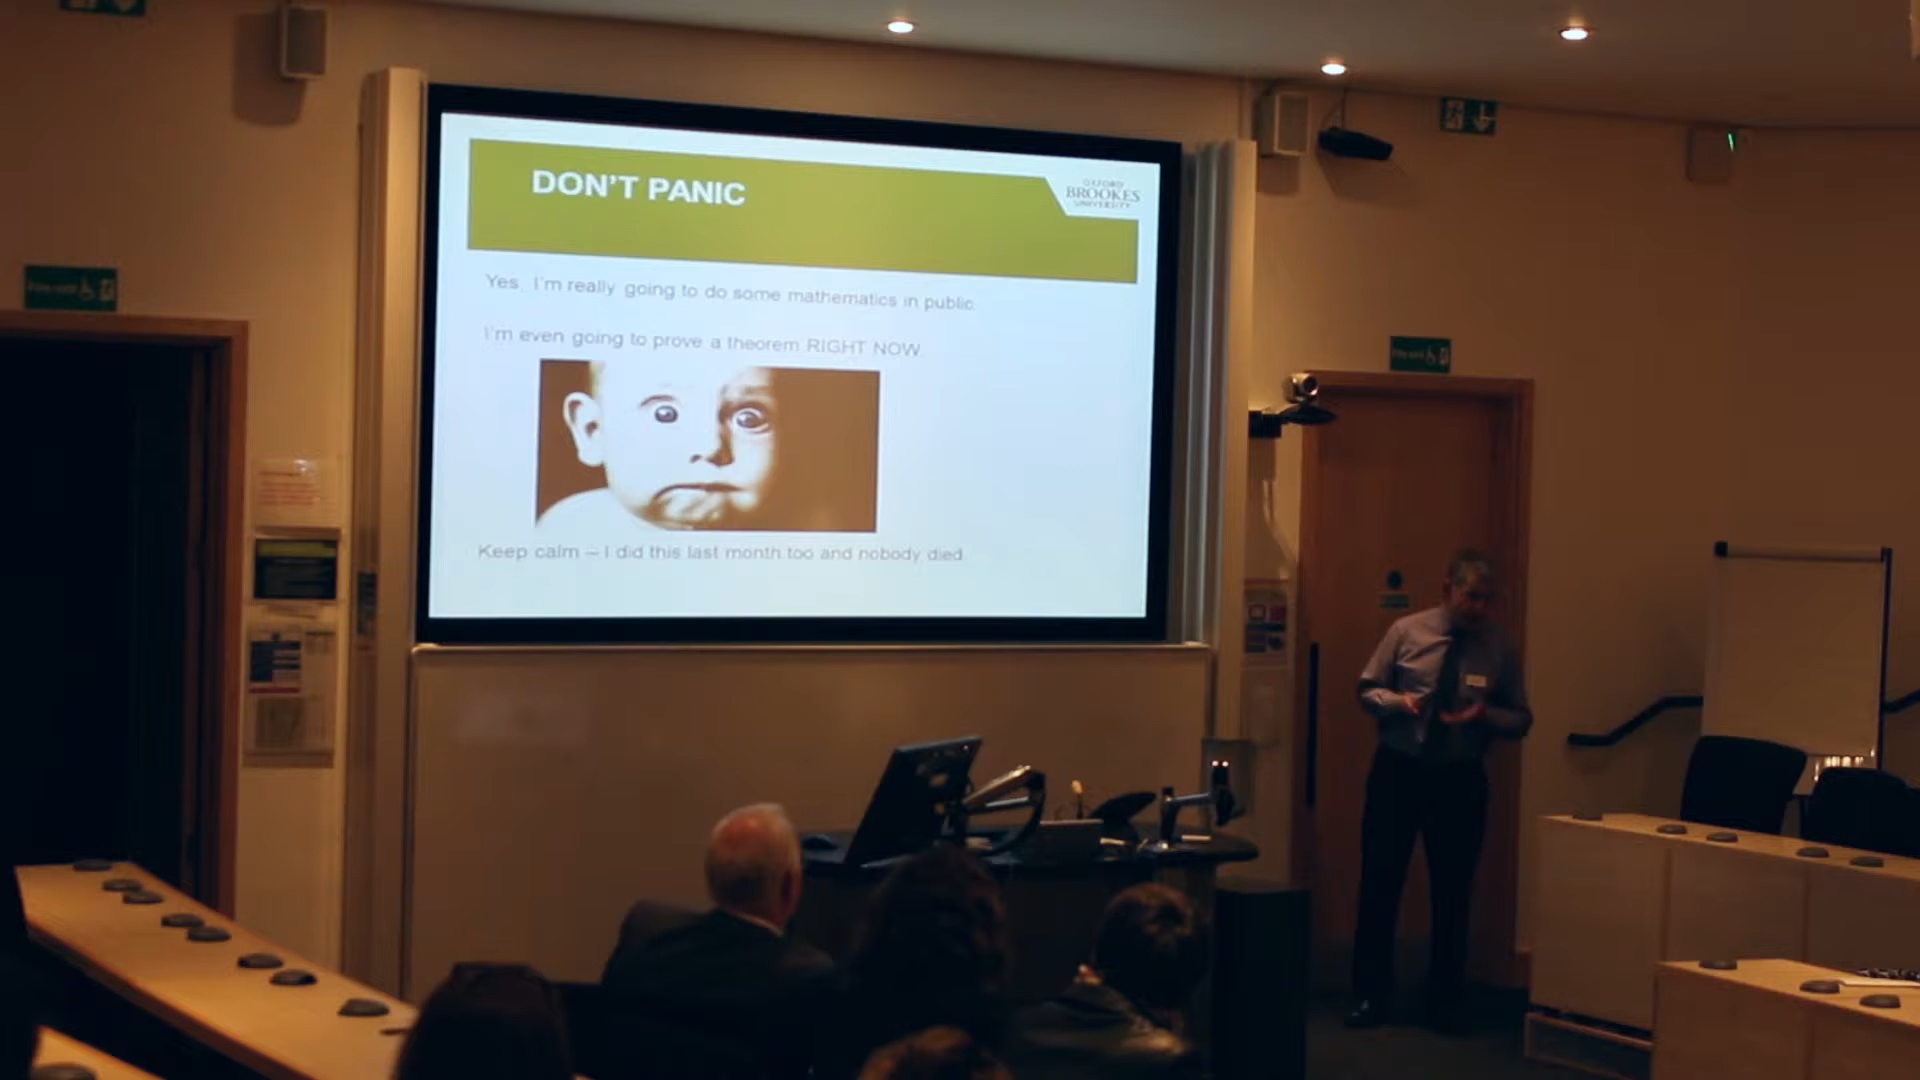 DON'T PANIC
OXFORD
BROOKES
UNIVERSITY
Yes, I'm really going to do some mathematics in public.
I'm even going to prove a theorem RIGHT NOW.
Keep calm – I did this last month too and nobody died.